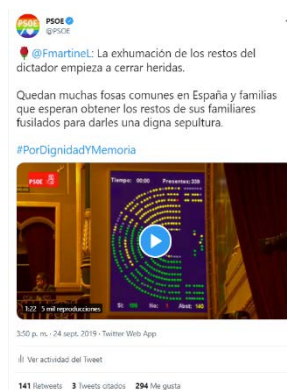 PSOE
@PSOE
@FmartineL: La exhumación de los restos del
dictador empieza a cerrar heridas.
Quedan muchas fosas comunes en España y familias
que esperan obtener los restos de sus familiares
fusilados para darles una digna sepultura.
#PorDignidadYMemoria
PSOE
Tiempo: 00:00
1:22
5 mil reproducciones
3:50 p. m. · 24 sept. 2019 · Twitter Web App
Ver actividad del Tweet
141 Retweets 3 Tweets citados 294 Me gusta